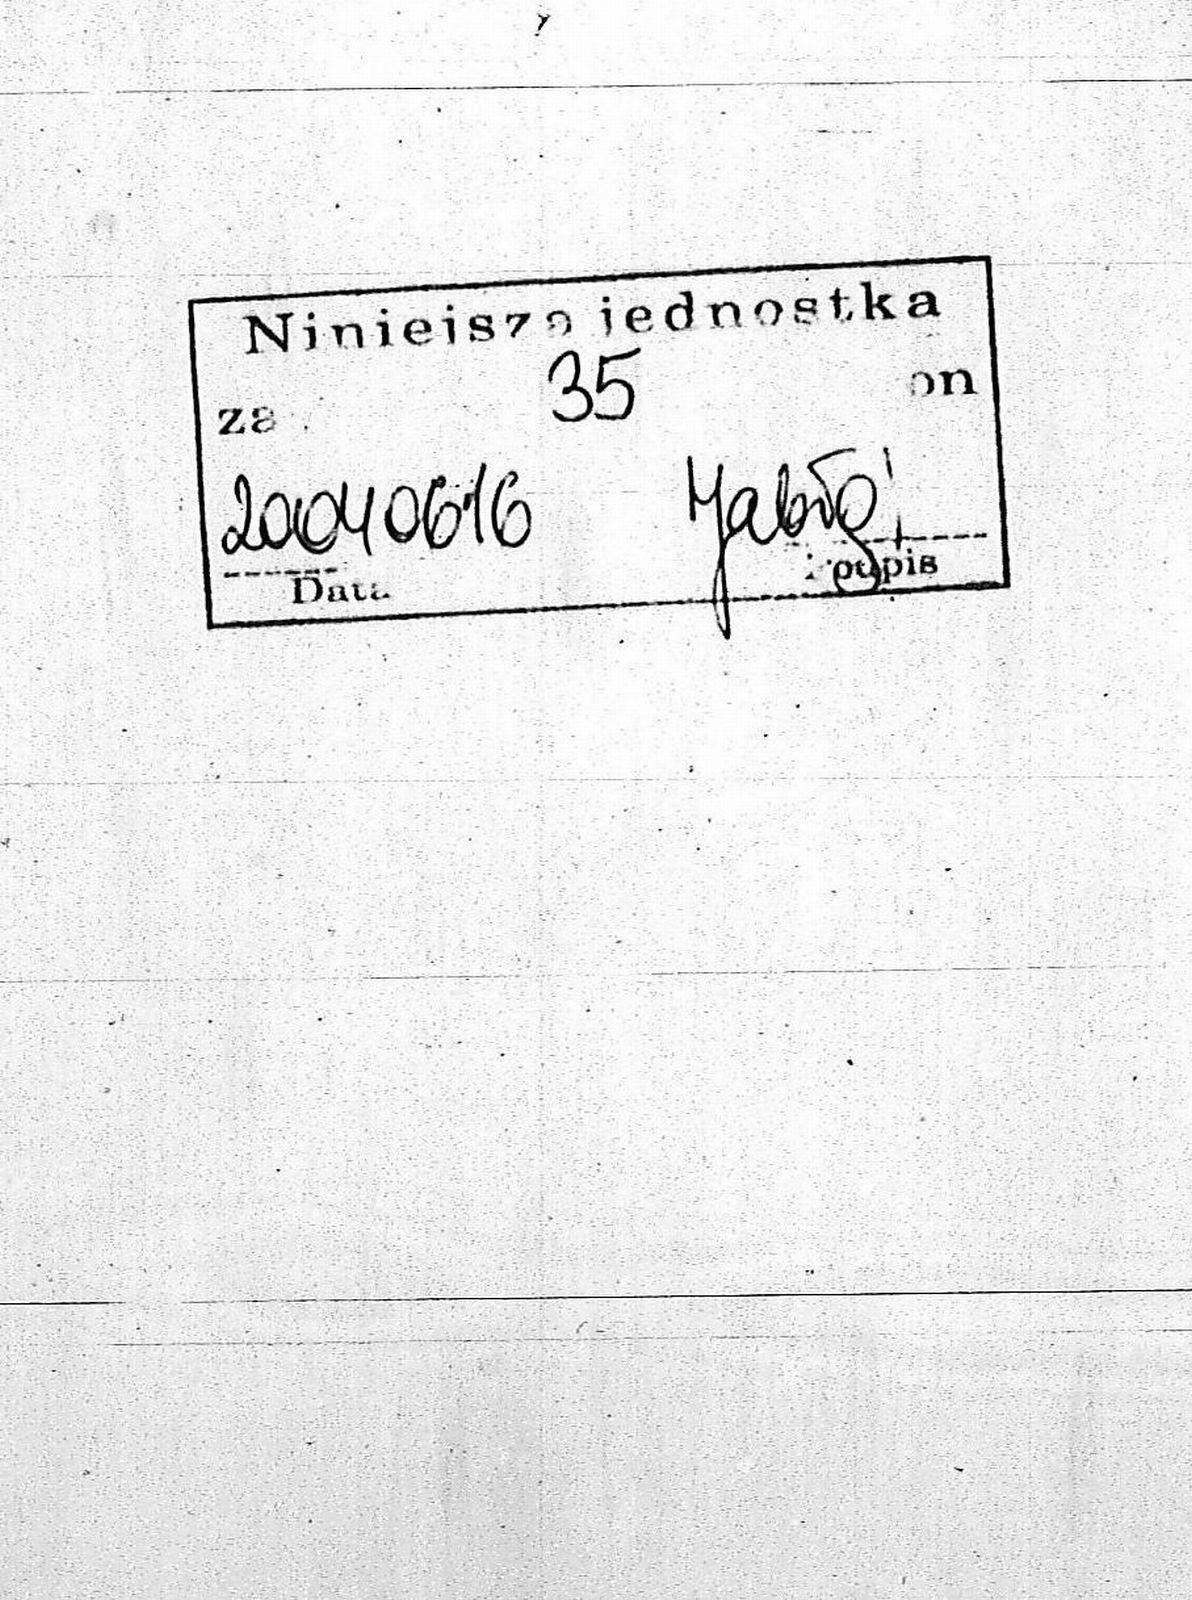 Niniejsza jednostka
za 35 on
20040616
Data Podpis